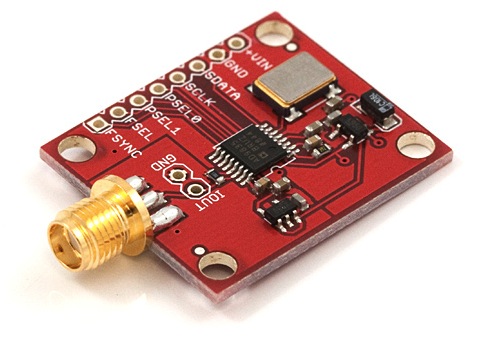 +VIN
GND
SDATA
SCLK
PSEL0
PSEL1
FSEL
FSYNC
GND
IOUT